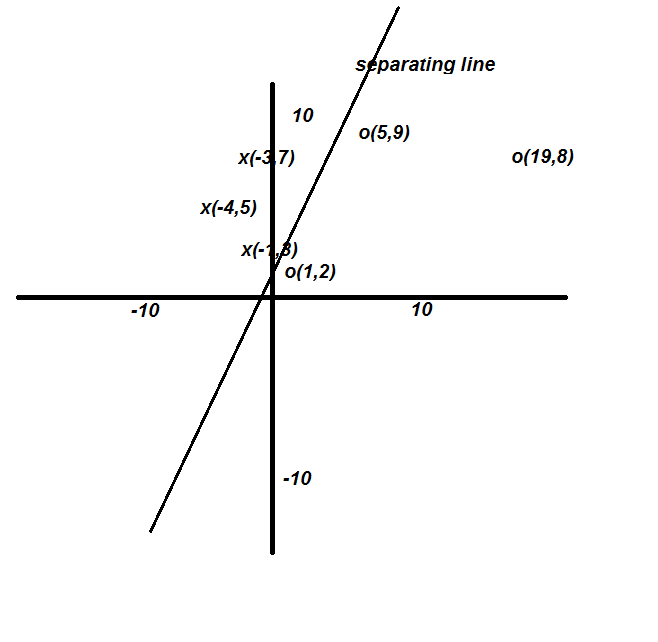 separating line
10
o(5,9)
x(-3,7)
o(19,8)
x(-4,5)
x(-1,3)
o(1,2)
-10
10
-10